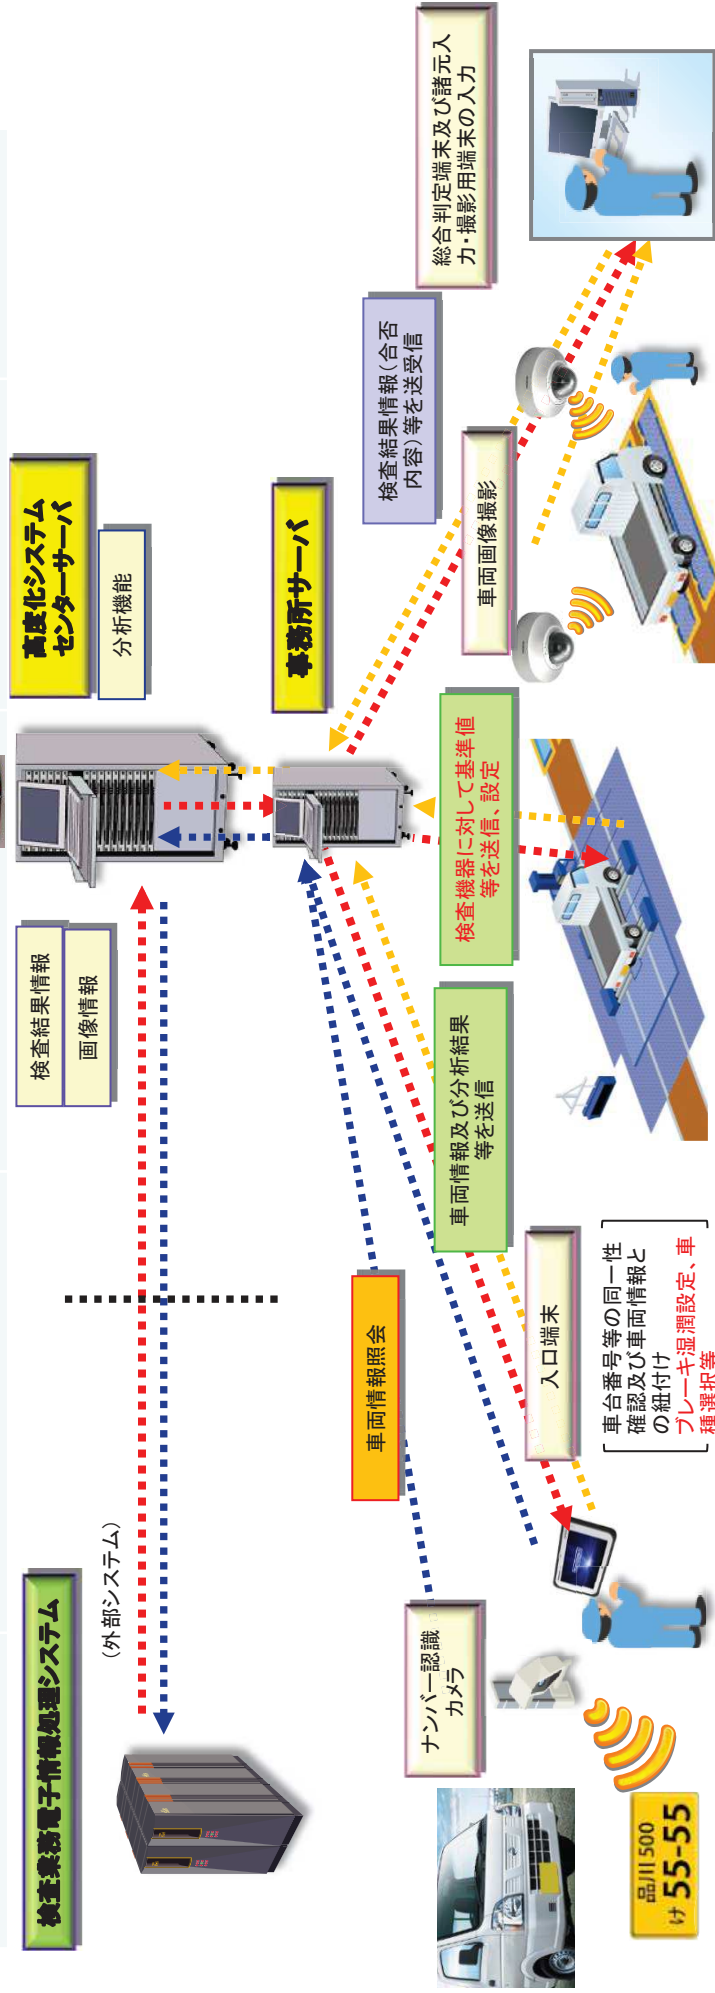 検査業務電子情報処理システム
(外部システム)
検査結果情報
画像情報
高度化システム
センターサーバ
分析機能
事務所サーバ
車両情報照会
車両情報及び分析結果
等を送信
検査機器に対して基準値
等を送信、設定
検査結果情報(合否
内容)等を送受信
ナンバー認識
カメラ
入口端末
車両画像撮影
総合判定端末及び諸元入
力・撮影用端末の入力
車台番号等の同一性
確認及び車両情報と
の紐付け
ブレーキ湿潤設定、車
種選択等
品川 500
け 55-55